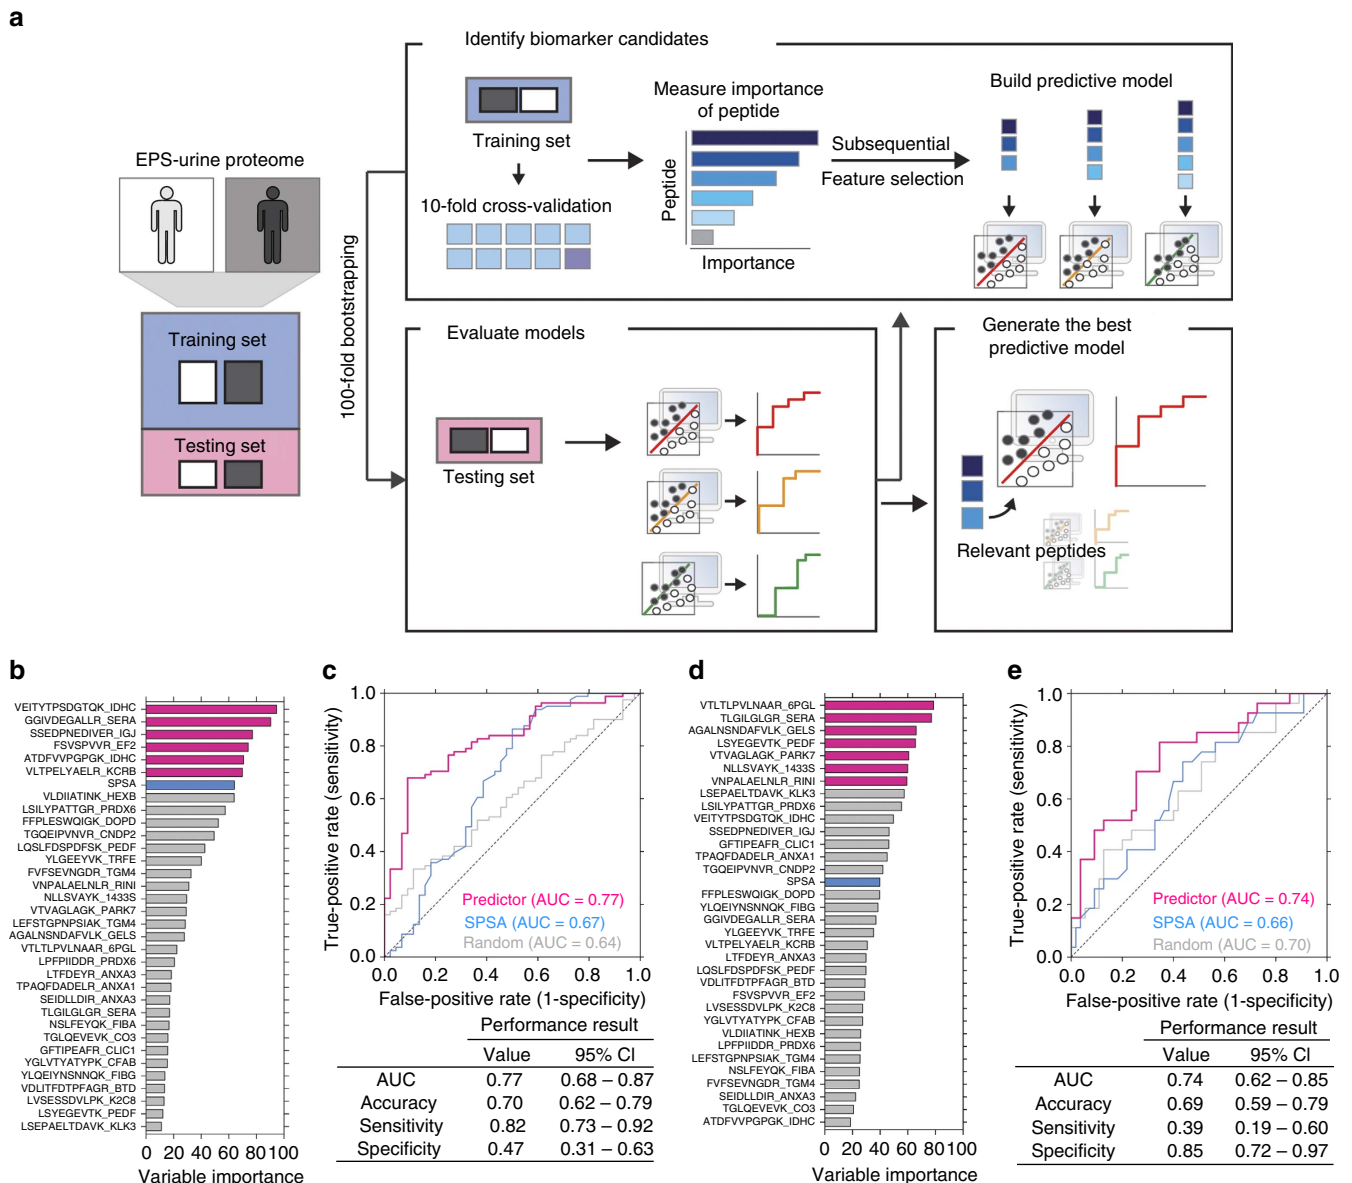 a
Identify biomarker candidates
Training set
10-fold cross-validation
Measure importance
of peptide
Peptide
Importance
Subsequential
Feature selection
Build predictive model
EPS-urine proteome
Training set
Testing set
100-fold bootstrapping
Evaluate models
Testing set
Generate the best
predictive model
Relevant peptides
b
VEITYTPSDGTQK_IDHC
GGIVDEGALLR_SERA
SSEDPNEDIVER_IGJ
FSVSPVVR_EF2
ATDFVVPGPGK_IDHC
VLTPELYAELR_KCRB
SPSA
VLDIIATINK_HEXB
LSILYPATTGR_PRDX6
FFPLESWQIGK_DOPD
TGQEIPVNVR_CNDP2
LQSLFDSPDFSK_PEDF
YLGEEYVK_TRFE
FVFSEVNGDR_TGM4
VNPALAELNLR_RINI
NLLSVAYK_1433S
VTVAGLAGK_PARK7
LEFSTGPNPSIAK_TGM4
AGALNSNDAFVLK_GELS
VTLTLPVLNAAR_6PGL
LPFPIIDDR_PRDX6
LTFDEYR_ANXA3
TPAQFDADELR_ANXA1
SEIDLLDIR_ANXA3
TLGILGLGR_SERA
NSLFEYQK_FIBA
TGLQEVEVK_CO3
GFTIPEAFR_CLIC1
YGLVTYATYPK_CFAB
YLQEIYNSNNQK_FIBG
VDLITFDTPFAGR_BTD
LVSESSDVLPK_K2C8
LSYEGEVTK_PEDF
LSEPAELTDAVK_KLK3
0 20 40 60 80 100
Variable importance
c
True-positive rate (sensitivity)
1.0
0.8
0.6
0.4
0.2
0.0
Predictor (AUC = 0.77)
SPSA (AUC = 0.67)
Random (AUC = 0.64)
0.0 0.2 0.4 0.6 0.8 1.0
False-positive rate (1-specificity)
Performance result
Value 95% CI
AUC 0.77 0.68 – 0.87
Accuracy 0.70 0.62 – 0.79
Sensitivity 0.82 0.73 – 0.92
Specificity 0.47 0.31 – 0.63
d
VTLTLPVLNAAR_6PGL
TLGILGLGR_SERA
AGALNSNDAFVLK_GELS
LSYEGEVTK_PEDF
VTVAGLAGK_PARK7
NLLSVAYK_1433S
VNPALAELNLR_RINI
LSEPAELTDAVK_KLK3
LSILYPATTGR_PRDX6
VEITYTPSDGTQK_IDHC
SSEDPNEDIVER_IGJ
GFTIPEAFR_CLIC1
TPAQFDADELR_ANXA1
TGQEIPVNVR_CNDP2
SPSA
FFPLESWQIGK_DOPD
YLQEIYNSNNQK_FIBG
GGIVDEGALLR_SERA
YLGEEYVK_TRFE
VLTPELYAELR_KCRB
LTFDEYR_ANXA3
LQSLFDSPDFSK_PEDF
VDLITFDTPFAGR_BTD
FSVSPVVR_EF2
LVSESSDVLPK_K2C8
YGLVTYATYPK_CFAB
VLDIIATINK_HEXB
LPFPIIDDR_PRDX6
LEFSTGPNPSIAK_TGM4
NSLFEYQK_FIBA
FVFSEVNGDR_TGM4
SEIDLLDIR_ANXA3
TGLQEVEVK_CO3
ATDFVVPGPGK_IDHC
0 20 40 60 80 100
Variable importance
e
True-positive rate (sensitivity)
1.0
0.8
0.6
0.4
0.2
0.0
Predictor (AUC = 0.74)
SPSA (AUC = 0.66)
Random (AUC = 0.70)
0.0 0.2 0.4 0.6 0.8 1.0
False-positive rate (1-specificity)
Performance result
Value 95% CI
AUC 0.74 0.62 – 0.85
Accuracy 0.69 0.59 – 0.79
Sensitivity 0.39 0.19 – 0.60
Specificity 0.85 0.72 – 0.97